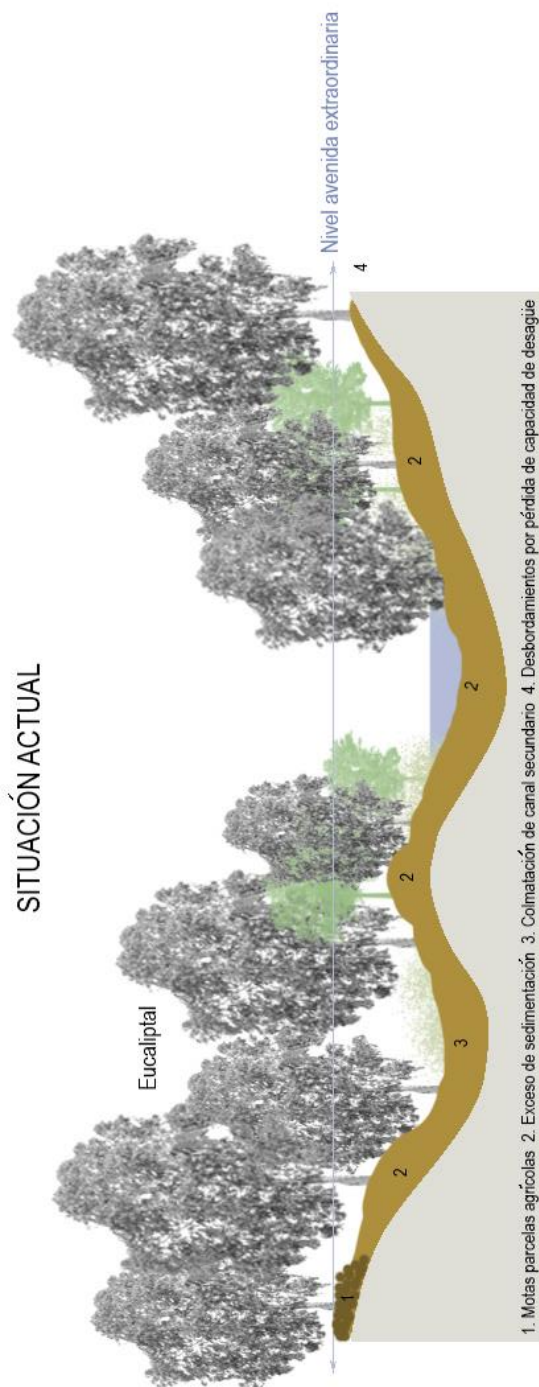 SITUACIÓN ACTUAL
Eucaliptal
Nivel avenida extraordinaria
1
2
3
2
2
2
4
1. Motas parcelas agrícolas 2. Exceso de sedimentación 3. Colmatación de canal secundario 4. Desbordamientos por pérdida de capacidad de desagüe